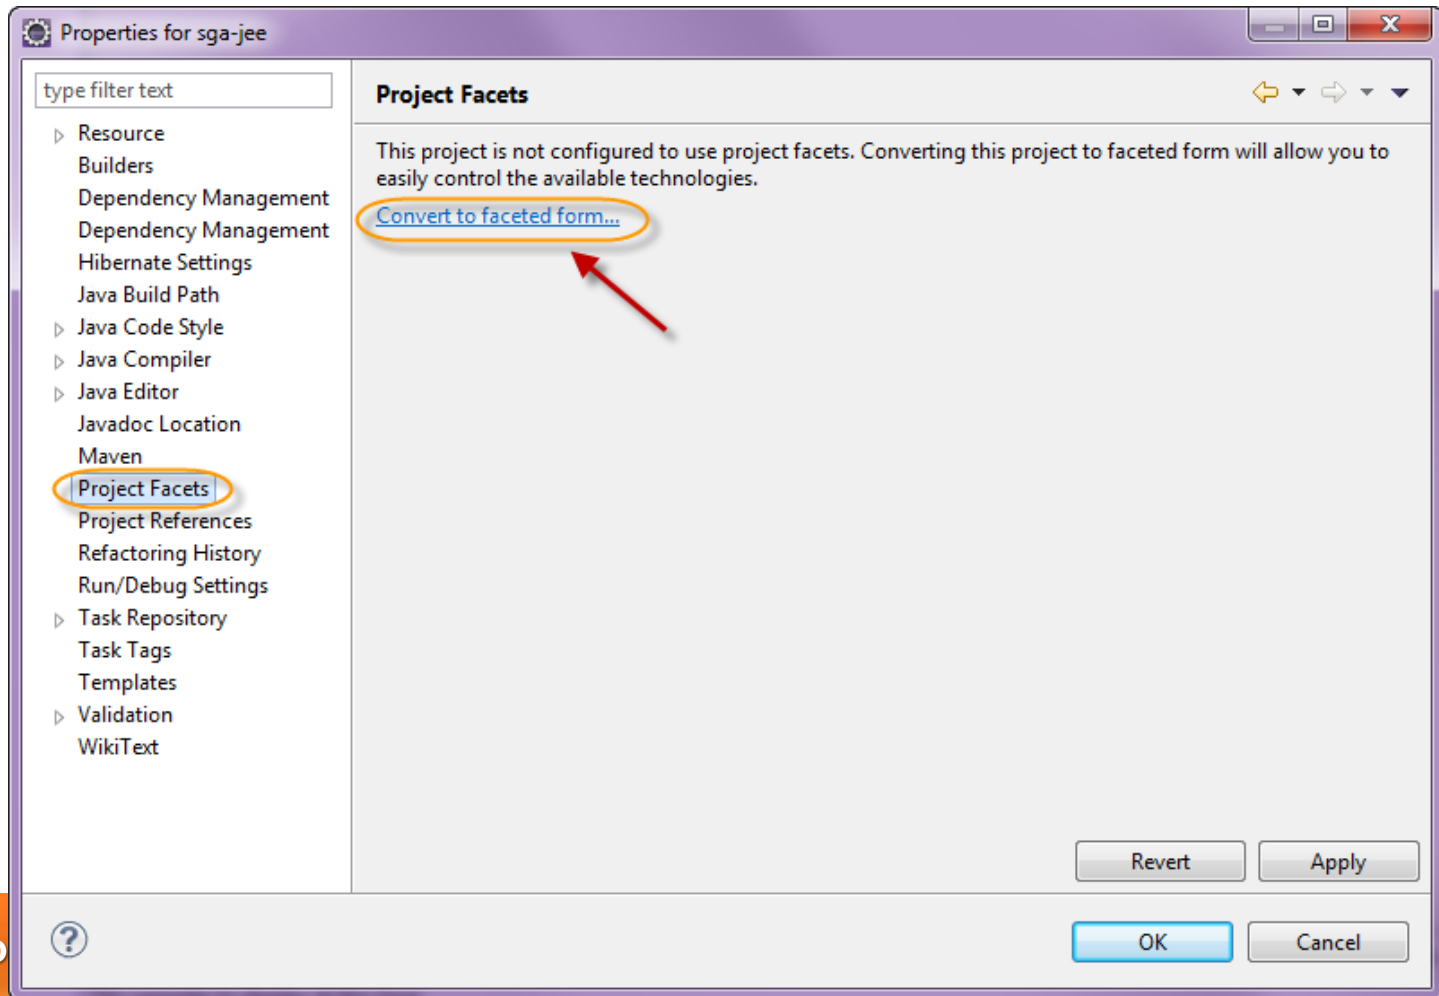 Properties for sga-jee
type filter text
Resource
Builders
Dependency Management
Dependency Management
Hibernate Settings
Java Build Path
Java Code Style
Java Compiler
Java Editor
Javadoc Location
Maven
Project Facets
Project References
Refactoring History
Run/Debug Settings
Task Repository
Task Tags
Templates
Validation
WikiText
Project Facets
This project is not configured to use project facets. Converting this project to faceted form will allow you to
easily control the available technologies.
Convert to faceted form...
Revert
Apply
OK
Cancel